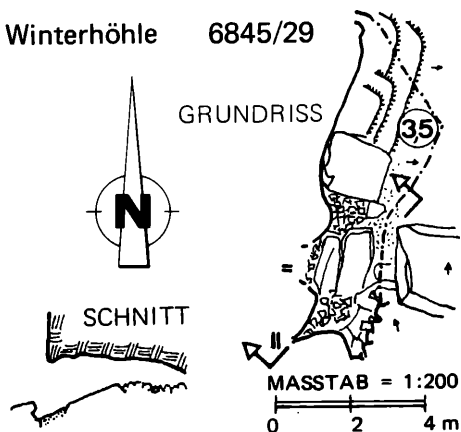 Winterhöhle 6845/29
GRUNDRISS
35
N
SCHNITT
MASSTAB = 1:200
0 2 4 m